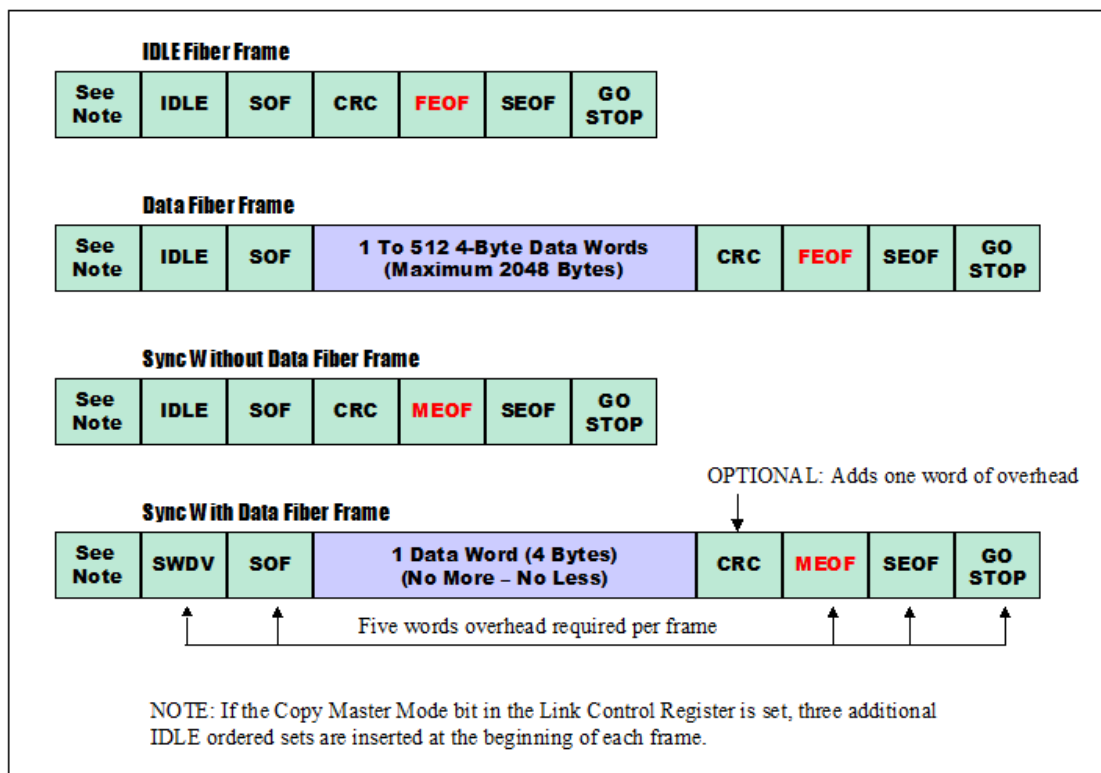 IDLE Fiber Frame
See Note IDLE SOF CRC FEOF SEOF GO STOP
Data Fiber Frame
See Note IDLE SOF 1 To 512 4-Byte Data Words (Maximum 2048 Bytes) CRC FEOF SEOF GO STOP
Sync Without Data Fiber Frame
See Note IDLE SOF CRC MEOF SEOF GO STOP
OPTIONAL: Adds one word of overhead
Sync With Data Fiber Frame
See Note SWDV SOF 1 Data Word (4 Bytes) (No More – No Less) CRC MEOF SEOF GO STOP
Five words overhead required per frame
NOTE: If the Copy Master Mode bit in the Link Control Register is set, three additional
IDLE ordered sets are inserted at the beginning of each frame.